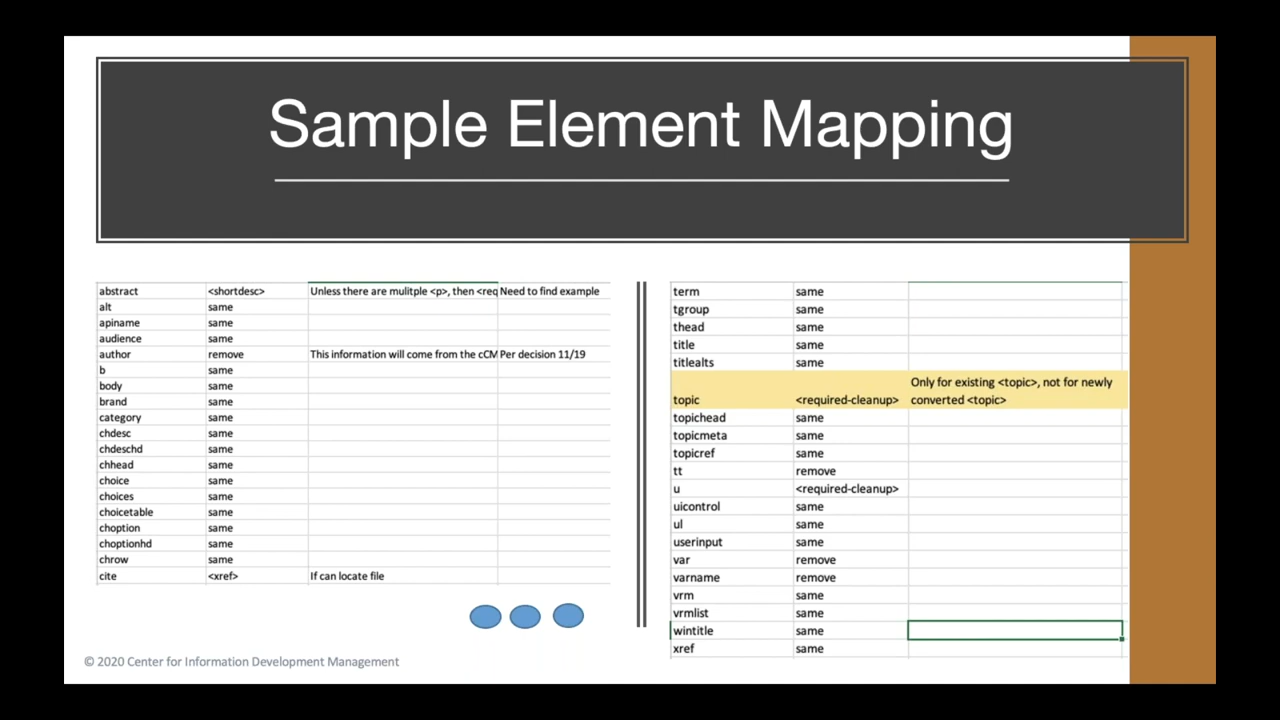 Sample Element Mapping
abstract <shortdesc> Unless there are mulitple <p>, then <req Need to find example
alt same
apiname same
audience same
author remove This information will come from the cCM Per decision 11/19
b same
body same
brand same
category same
chdesc same
chdeschd same
chhead same
choice same
choices same
choicetable same
choption same
choptionhd same
chrow same
cite <xref> If can locate file
term same
tgroup same
thead same
title same
titlealts same
Only for existing <topic>, not for newly
topic <required-cleanup> converted <topic>
topichead same
topicmeta same
topicref same
tt remove
u <required-cleanup>
uicontrol same
ul same
userinput same
var remove
varname remove
vrm same
vrmlist same
wintitle same
xref same
© 2020 Center for Information Development Management